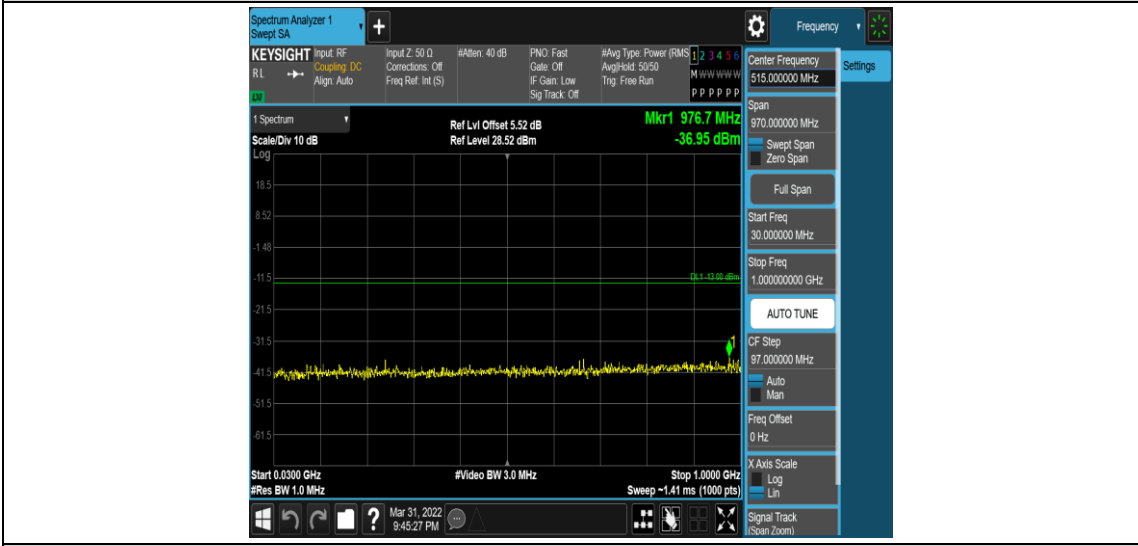 Spectrum Analyzer 1
Swept SA
+
Frequency
KEYSIGHT
RL
Input: RF
Coupling: DC
Align: Auto
Input Z: 50 Ω
Corrections: Off
Freq Ref: Int (S)
#Atten: 40 dB
PNO: Fast
Gate: Off
IF Gain: Low
Sig Track: Off
#Avg Type: Power (RMS
Avg|Hold: 50/50
Trig: Free Run
1 2 3 4 5 6
M W W W W W
P P P P P P
1 Spectrum
Scale/Div 10 dB
Ref Lvl Offset 5.52 dB
Ref Level 28.52 dBm
Mkr1 976.7 MHz
-36.95 dBm
Log
18.5
8.52
-1.48
-11.5
-21.5
-31.5
-41.5
-51.5
-61.5
DL1 -13.00 dBm
1
Start 0.0300 GHz
#Res BW 1.0 MHz
#Video BW 3.0 MHz
Stop 1.0000 GHz
Sweep ~1.41 ms (1000 pts)
Mar 31, 2022
9:45:27 PM
Center Frequency
515.000000 MHz
Settings
Span
970.000000 MHz
Swept Span
Zero Span
Full Span
Start Freq
30.000000 MHz
Stop Freq
1.000000000 GHz
AUTO TUNE
CF Step
97.000000 MHz
Auto
Man
Freq Offset
0 Hz
X Axis Scale
Log
Lin
Signal Track
(Span Zoom)